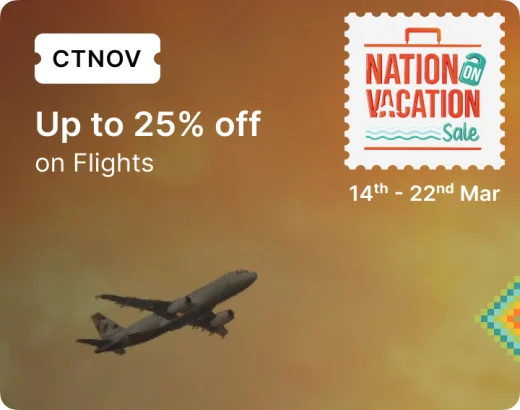 CTNOV
Up to 25% off
on Flights
NATION
ON
VACATION
Sale
14th - 22nd Mar